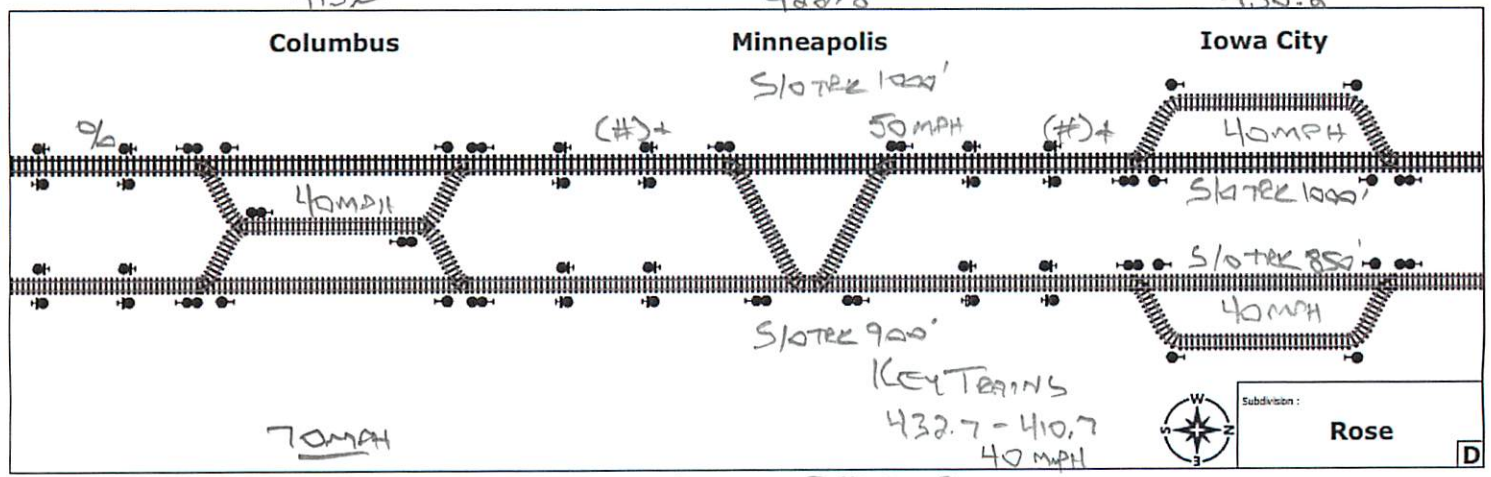 Columbus Minneapolis Iowa City
S/O TRK 1000'
% (#)+ 50 MPH (#)+ 40 MPH
40 MPH S/O TRK 1000'
S/O TRK 850'
40 MPH
S/O TRK 900'
KEY TRAINS
432.7 - 410.7
40 MPH
70 MPH
W
S N
E
Subdivision :
Rose
D